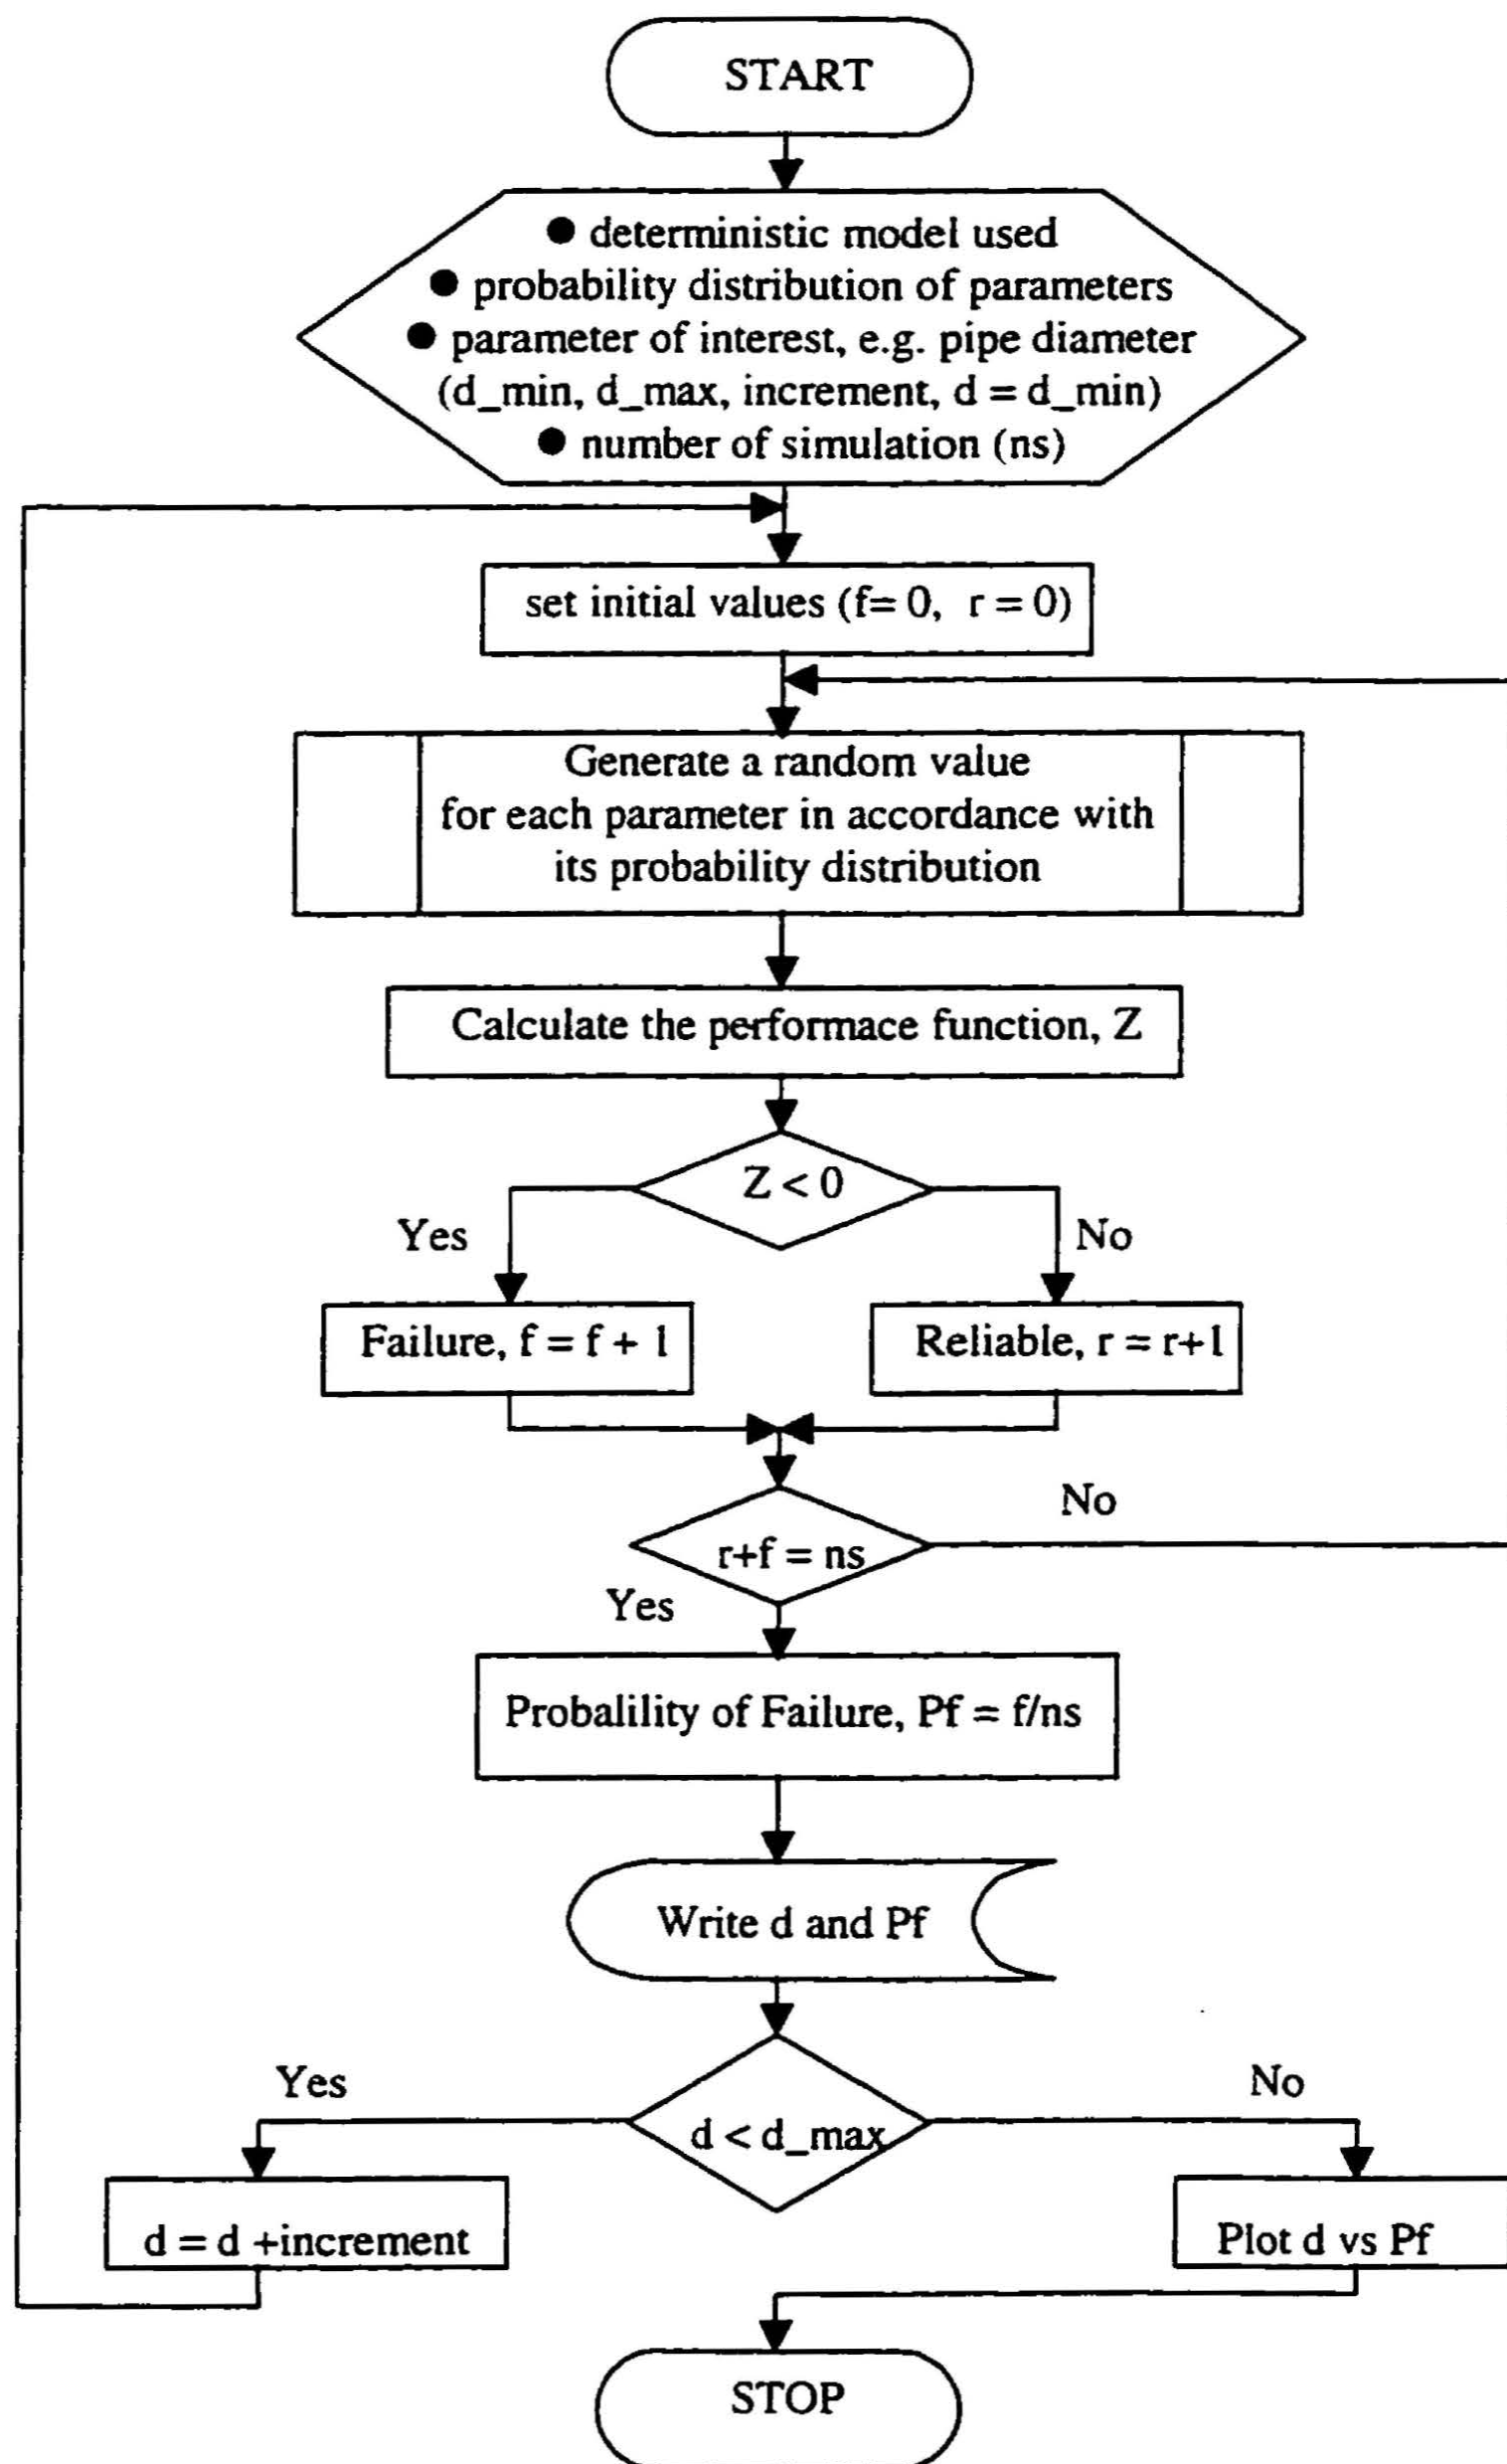 START
● deterministic model used
● probability distribution of parameters
● parameter of interest, e.g. pipe diameter
(d_min, d_max, increment, d = d_min)
● number of simulation (ns)
set initial values (f= 0, r = 0)
Generate a random value
for each parameter in accordance with
its probability distribution
Calculate the performace function, Z
Z < 0
Yes
No
Failure, f = f + 1
Reliable, r = r+1
No
r+f = ns
Yes
Probalility of Failure, Pf = f/ns
Write d and Pf
Yes
No
d < d_max
d = d +increment
Plot d vs Pf
STOP